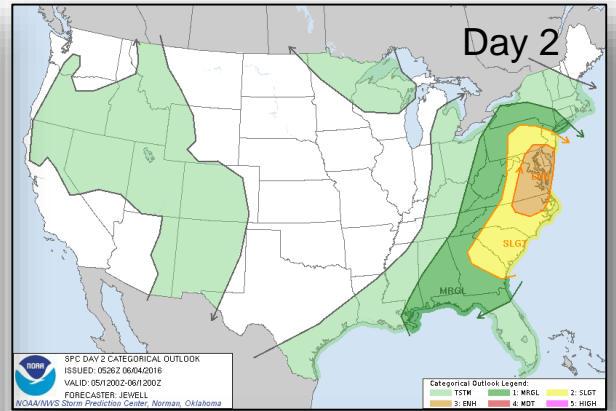 Day 2
SLGT
MRGL
NOAA
SPC DAY 2 CATEGORICAL OUTLOOK
ISSUED: 0526Z 06/04/2016
VALID: 05/1200Z-06/1200Z
FORECASTER: JEWELL
NOAA/NWS Storm Prediction Center, Norman, Oklahoma
Categorical Outlook Legend:
TSTM 1: MRGL 2: SLGT
3: ENH 4: MDT 5: HIGH